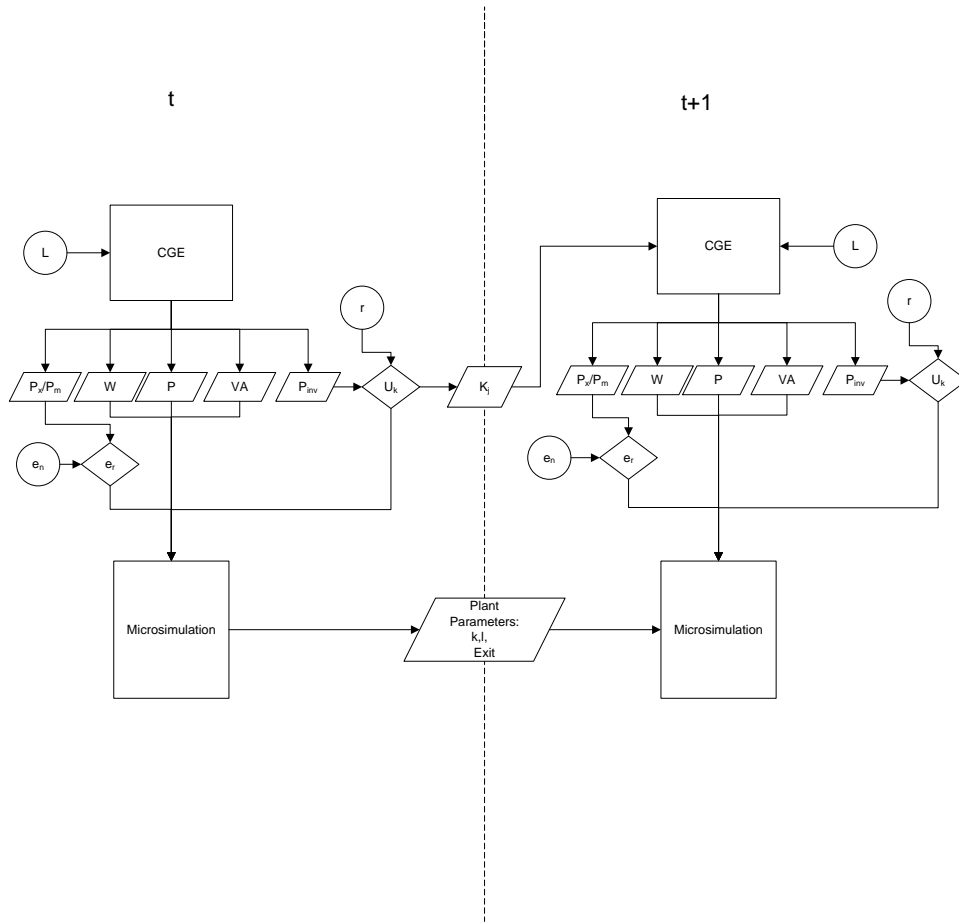 t
t+1
CGE
L
r
Pₓ/Pₘ
W
P
VA
Pᵢₙᵥ
Uₖ
eₙ
eᵣ
Microsimulation
Kⱼ
Plant
Parameters:
k,l,
Exit
CGE
L
r
Pₓ/Pₘ
W
P
VA
Pᵢₙᵥ
Uₖ
eₙ
eᵣ
Microsimulation